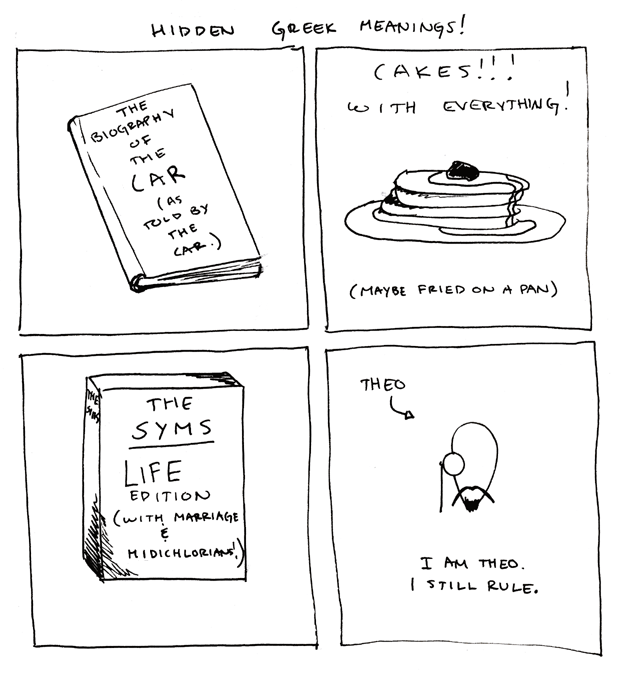 HIDDEN GREEK MEANINGS!
THE
BIOGRAPHY
OF
THE
CAR
(AS
TOLD BY
THE
CAR.)
CAKES!!!
WITH EVERYTHING!
(MAYBE FRIED ON A PAN)
THE
SIMS
THE
SYMS
LIFE
EDITION
(WITH MARRIAGE
&
MIDICHLORIANS!)
THEO
I AM THEO.
I STILL RULE.